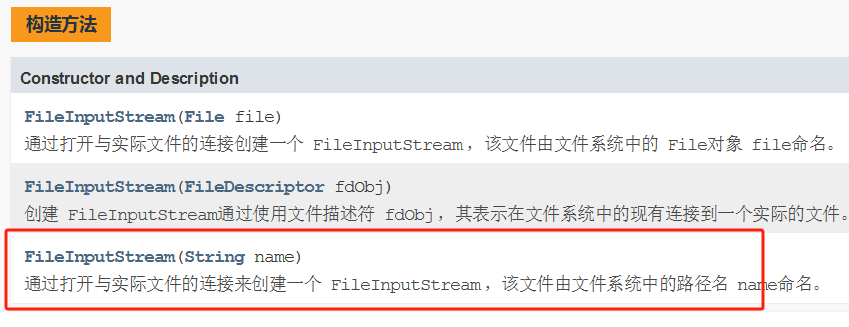 构造方法
Constructor and Description
FileInputStream(File file)
通过打开与实际文件的连接创建一个 FileInputStream，该文件由文件系统中的 File对象 file命名。
FileInputStream(FileDescriptor fdObj)
创建 FileInputStream通过使用文件描述符 fdObj，其表示在文件系统中的现有连接到一个实际的文件。
FileInputStream(String name)
通过打开与实际文件的连接来创建一个 FileInputStream，该文件由文件系统中的路径名 name命名。